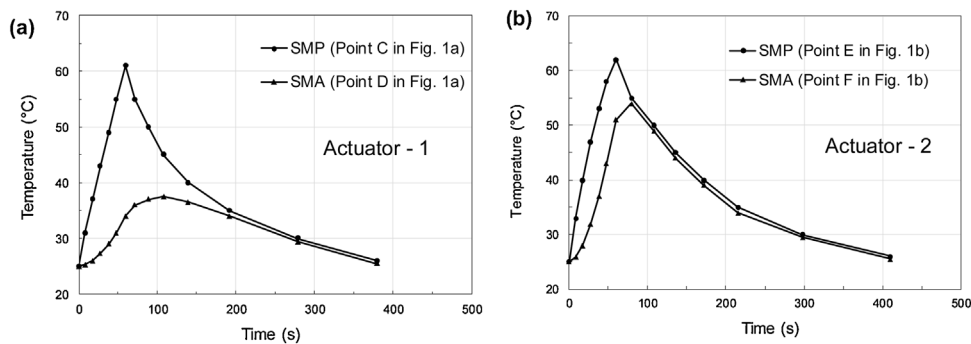 (a)
70
60
50
40
30
20
Temperature (°C)
SMP (Point C in Fig. 1a)
SMA (Point D in Fig. 1a)
Actuator - 1
0 100 200 300 400 500
Time (s)
(b)
70
60
50
40
30
20
Temperature (°C)
SMP (Point E in Fig. 1b)
SMA (Point F in Fig. 1b)
Actuator - 2
0 100 200 300 400 500
Time (s)